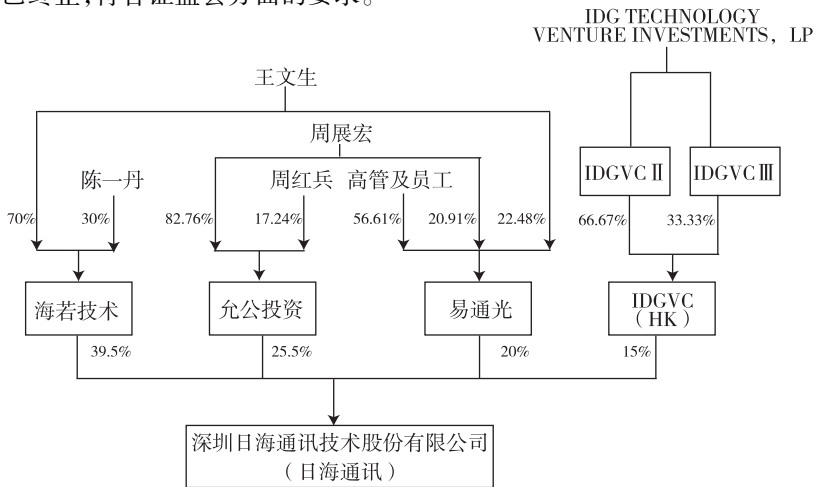 已终止,符合证监会方面的要求。
IDG TECHNOLOGY
VENTURE INVESTMENTS, LP
王文生
周展宏
陈一丹
周红兵 高管及员工
IDGVC Ⅱ
IDGVC Ⅲ
70%
30%
82.76%
17.24%
56.61%
20.91%
22.48%
66.67%
33.33%
海若技术
允公投资
易通光
IDGVC
(HK)
39.5%
25.5%
20%
15%
深圳日海通讯技术股份有限公司
(日海通讯)